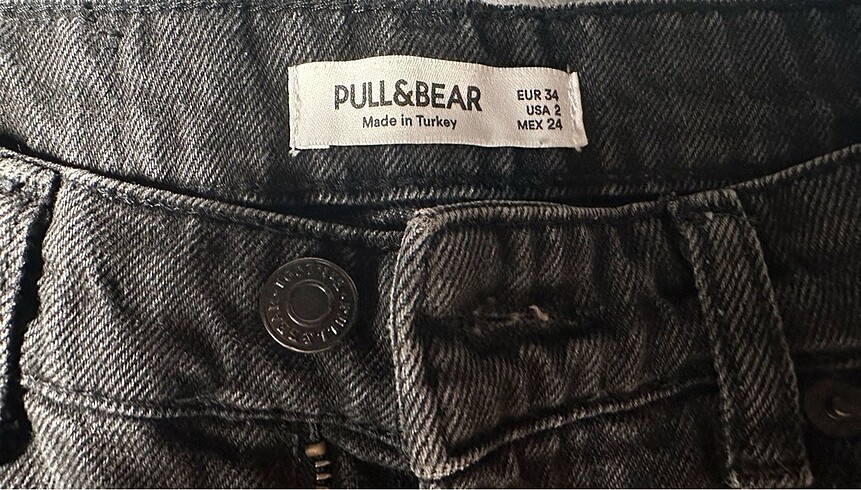 PULL&BEAR
Made in Turkey
EUR 34
USA 2
MEX 24